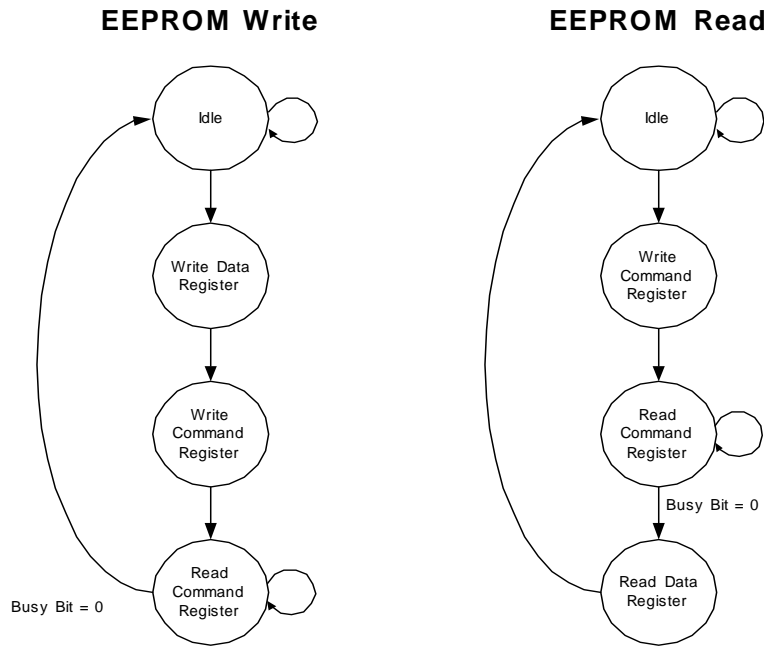 EEPROM Write
Idle
Write Data
Register
Write
Command
Register
Read
Command
Register
Busy Bit = 0
EEPROM Read
Idle
Write
Command
Register
Read
Command
Register
Busy Bit = 0
Read Data
Register